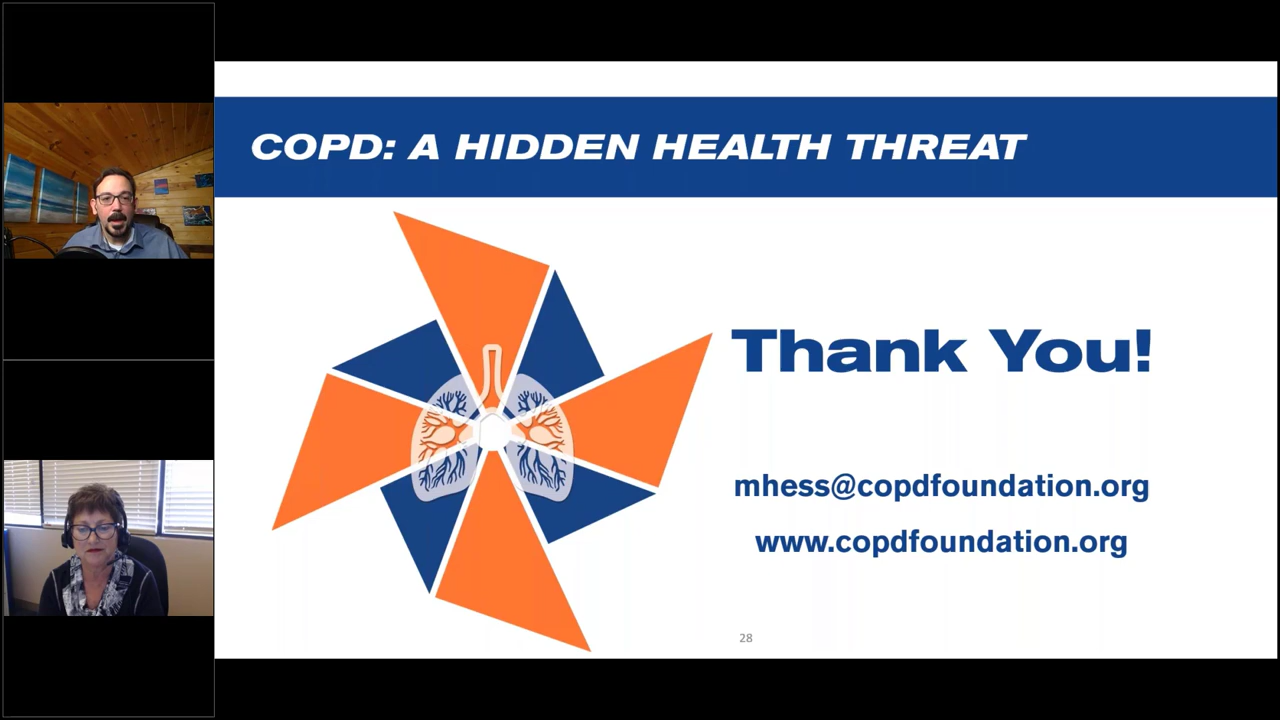 COPD: A HIDDEN HEALTH THREAT
Thank You!
mhess@copdfoundation.org
www.copdfoundation.org
28